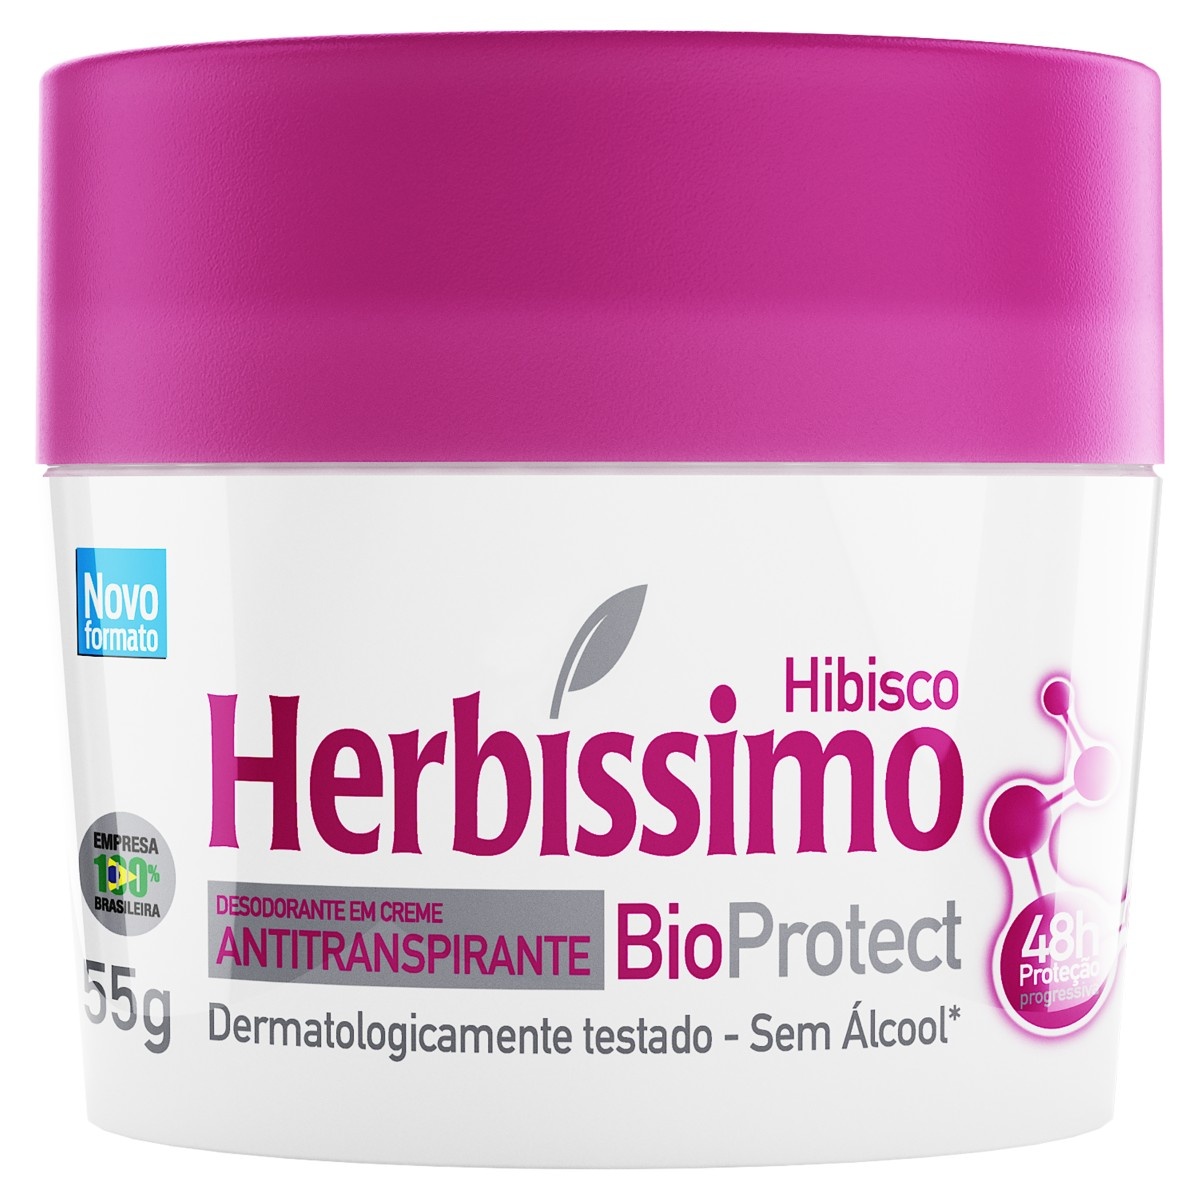 Novo
formato
Hibisco
Herbíssimo
EMPRESA
100%
BRASILEIRA
DESODORANTE EM CREME
ANTITRANSPIRANTE
BioProtect
48h
Proteção
progressiva
55g
Dermatologicamente testado - Sem Álcool*